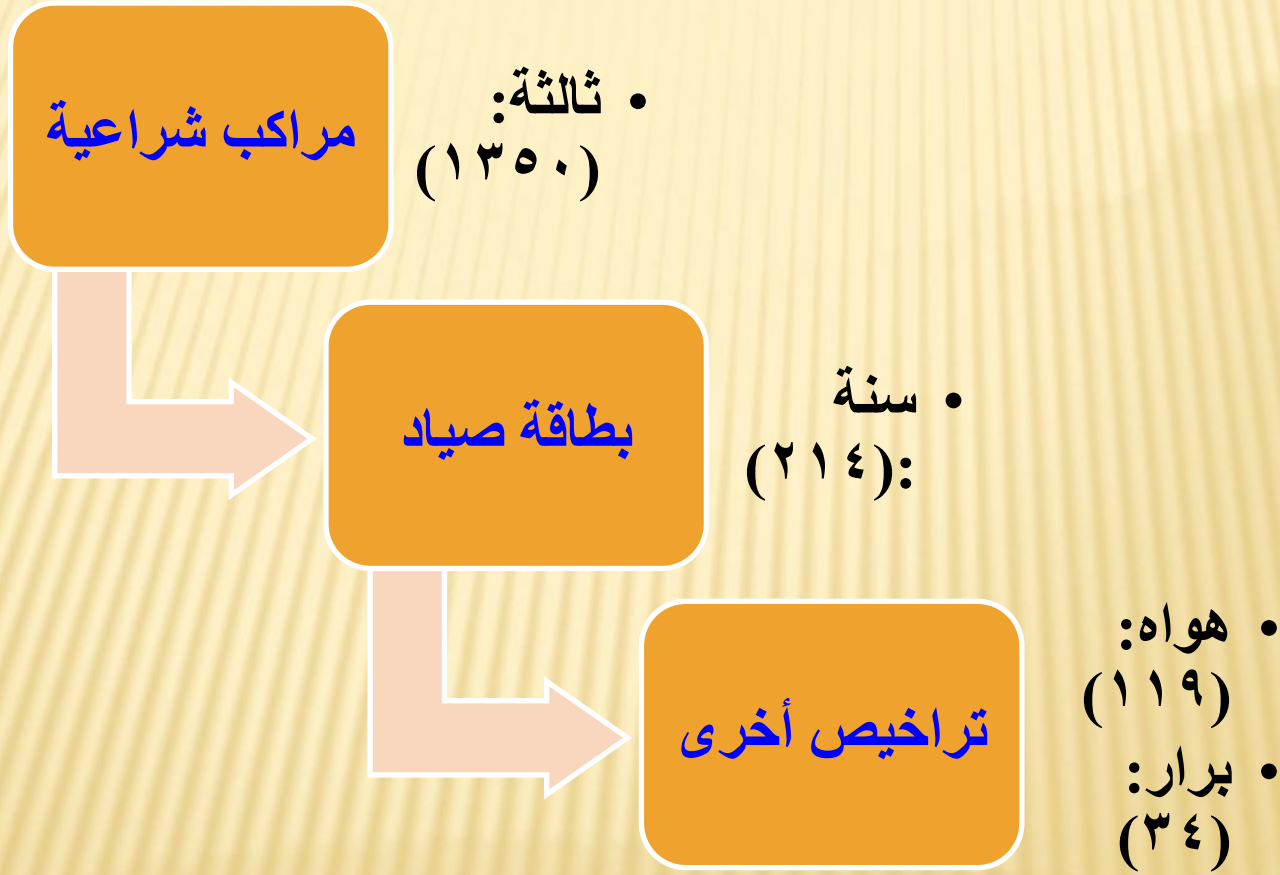 مراكب شراعية
• ثالثة:
(١٣٥٠)
بطاقة صياد
• سنة
:(٢١٤)
تراخيص أخرى
• هواه:
(١١٩)
• برار:
(٣٤)